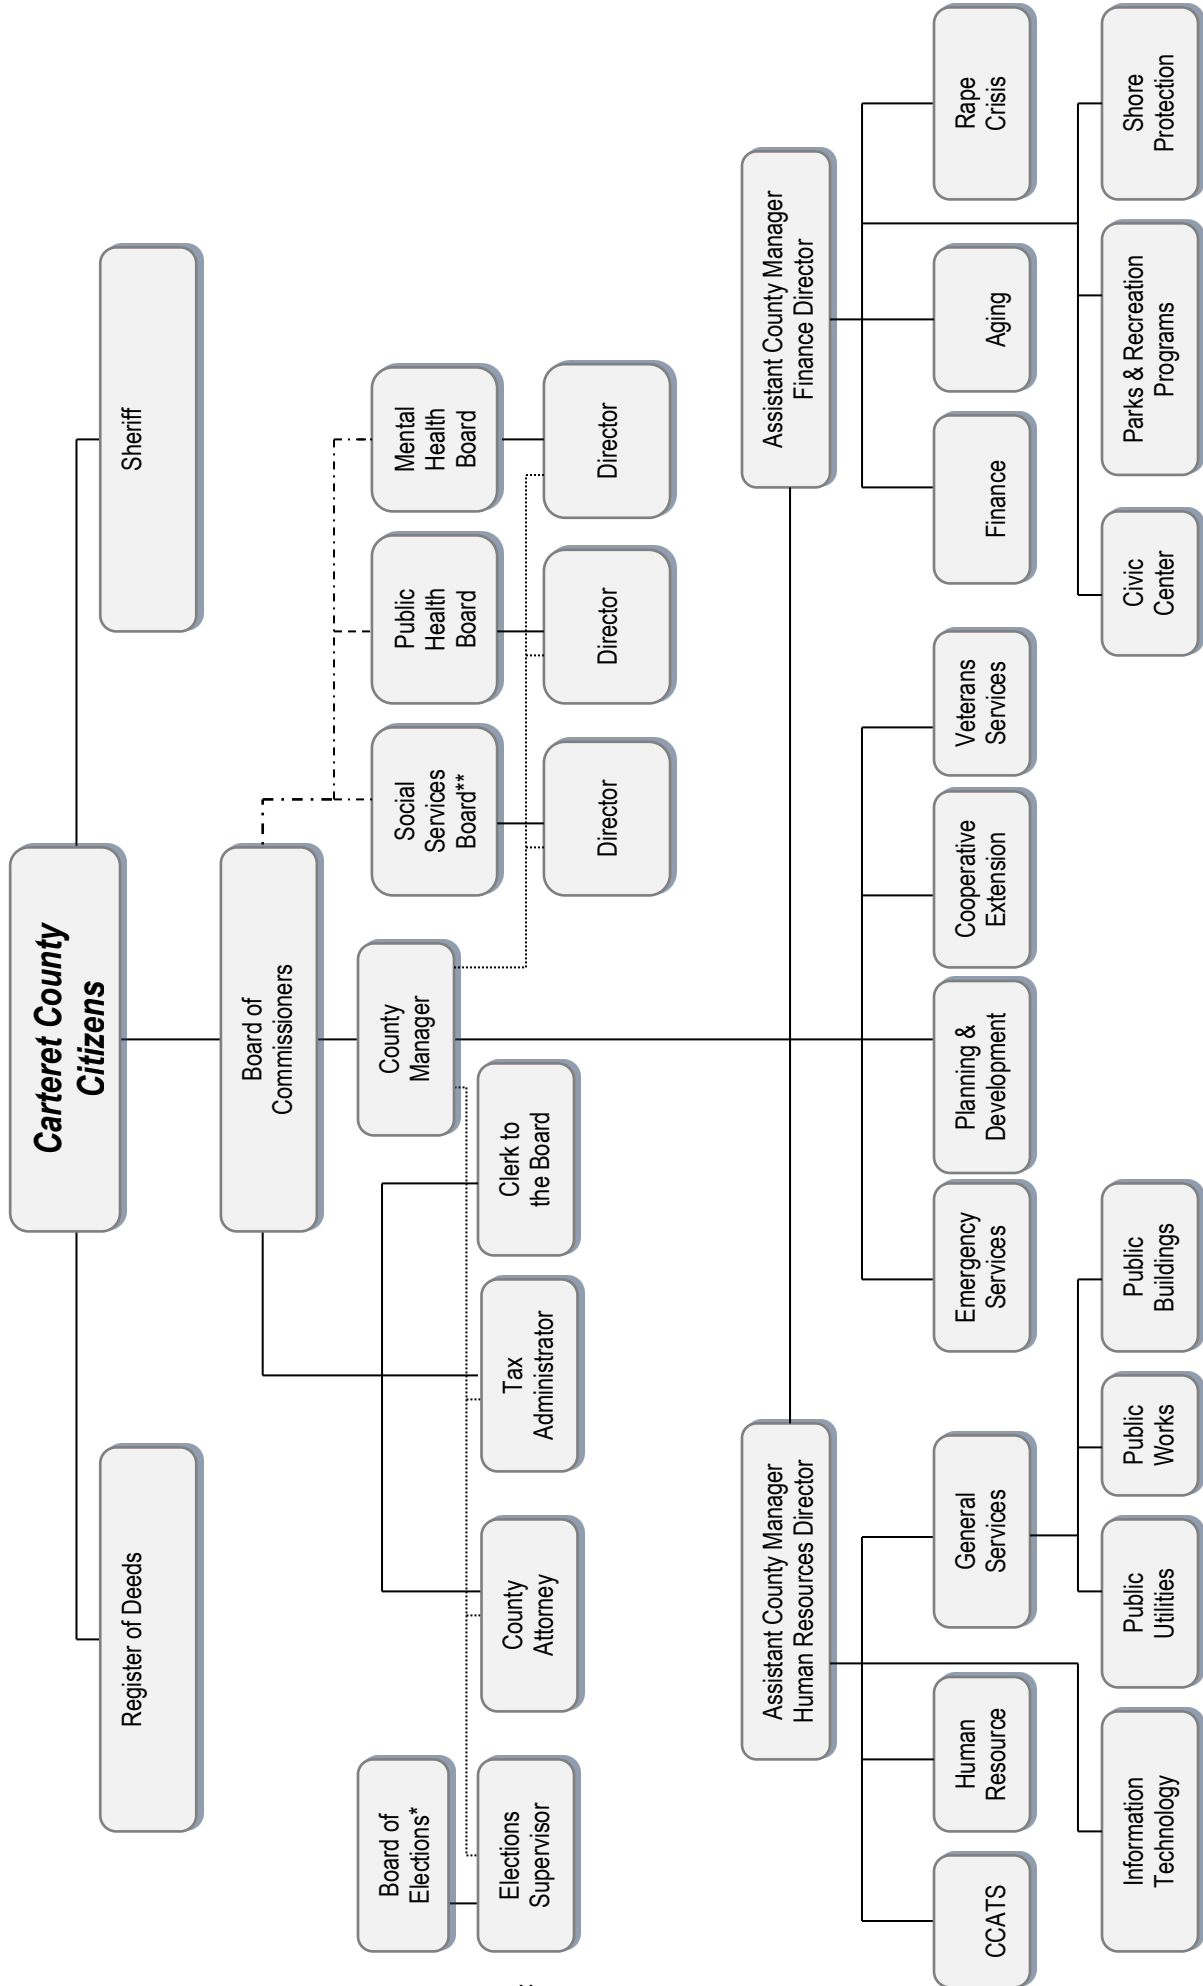 Carteret County
Citizens
Register of Deeds
Sheriff
Board of
Commissioners
Board of
Elections*
County
Manager
Social
Services
Board**
Public
Health
Board
Mental
Health
Board
Elections
Supervisor
County
Attorney
Tax
Administrator
Clerk to
the Board
Director
Director
Director
Assistant County Manager
Human Resources Director
Assistant County Manager
Finance Director
CCATS
Human
Resource
General
Services
Emergency
Services
Planning &
Development
Cooperative
Extension
Veterans
Services
Finance
Aging
Rape
Crisis
Information
Technology
Public
Utilities
Public
Works
Public
Buildings
Civic
Center
Parks & Recreation
Programs
Shore
Protection